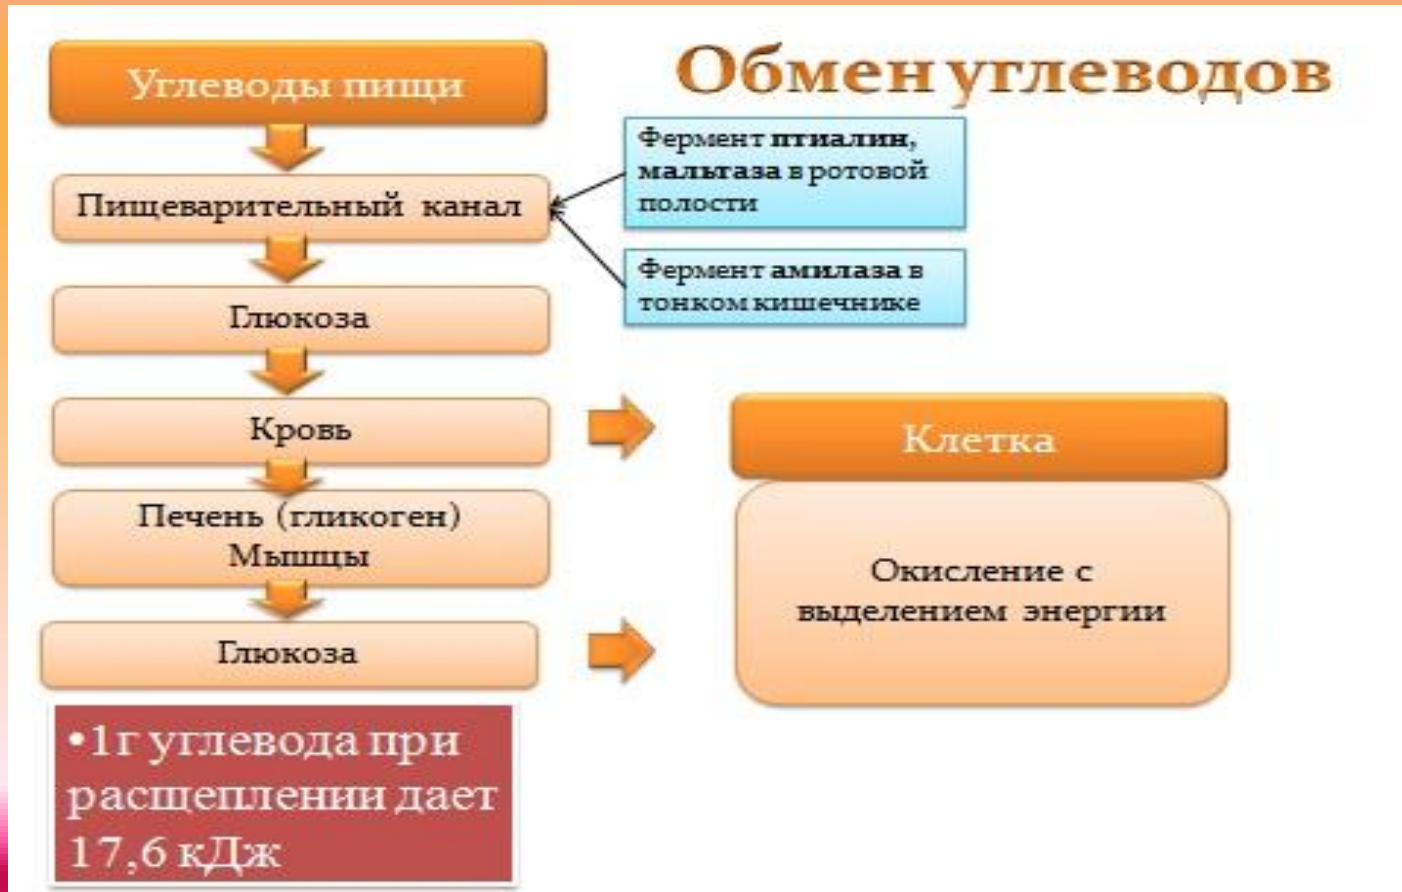 Обмен углеводов
Углеводы пищи
Фермент птиалин,
мальтаза в ротовой
полости
Пищеварительный канал
Фермент амилаза в
тонком кишечнике
Глюкоза
Кровь
Клетка
Печень (гликоген)
Мышцы
Окисление с
выделением энергии
Глюкоза
•1г углевода при
расщеплении дает
17,6 кДж